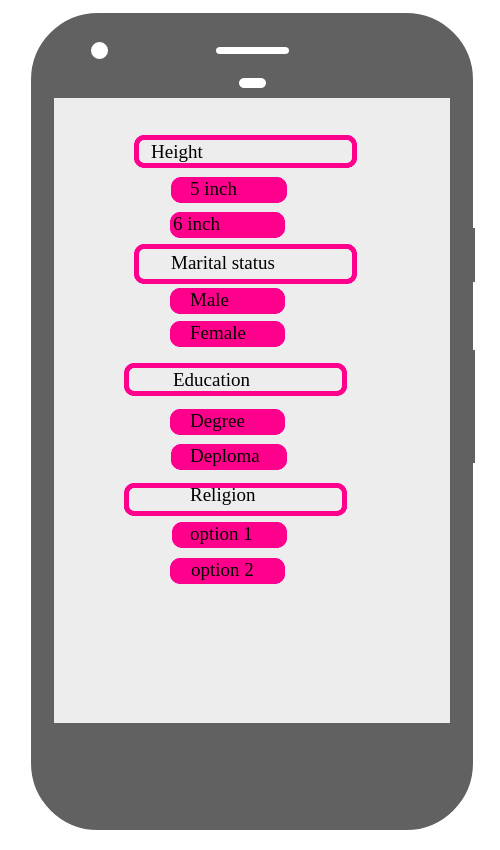 Height
5 inch
6 inch
Marital status
Male
Female
Education
Degree
Deploma
Religion
option 1
option 2